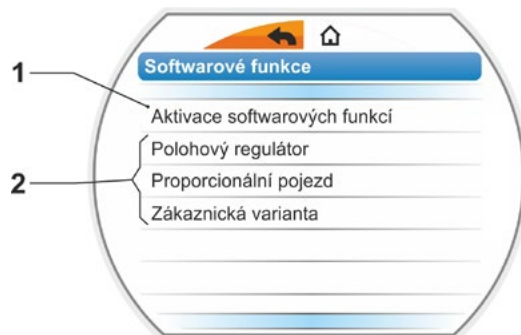 Softwarové funkce
1
Aktivace softwarových funkcí
Polohový regulátor
2
Proporcionální pojezd
Zákaznická varianta